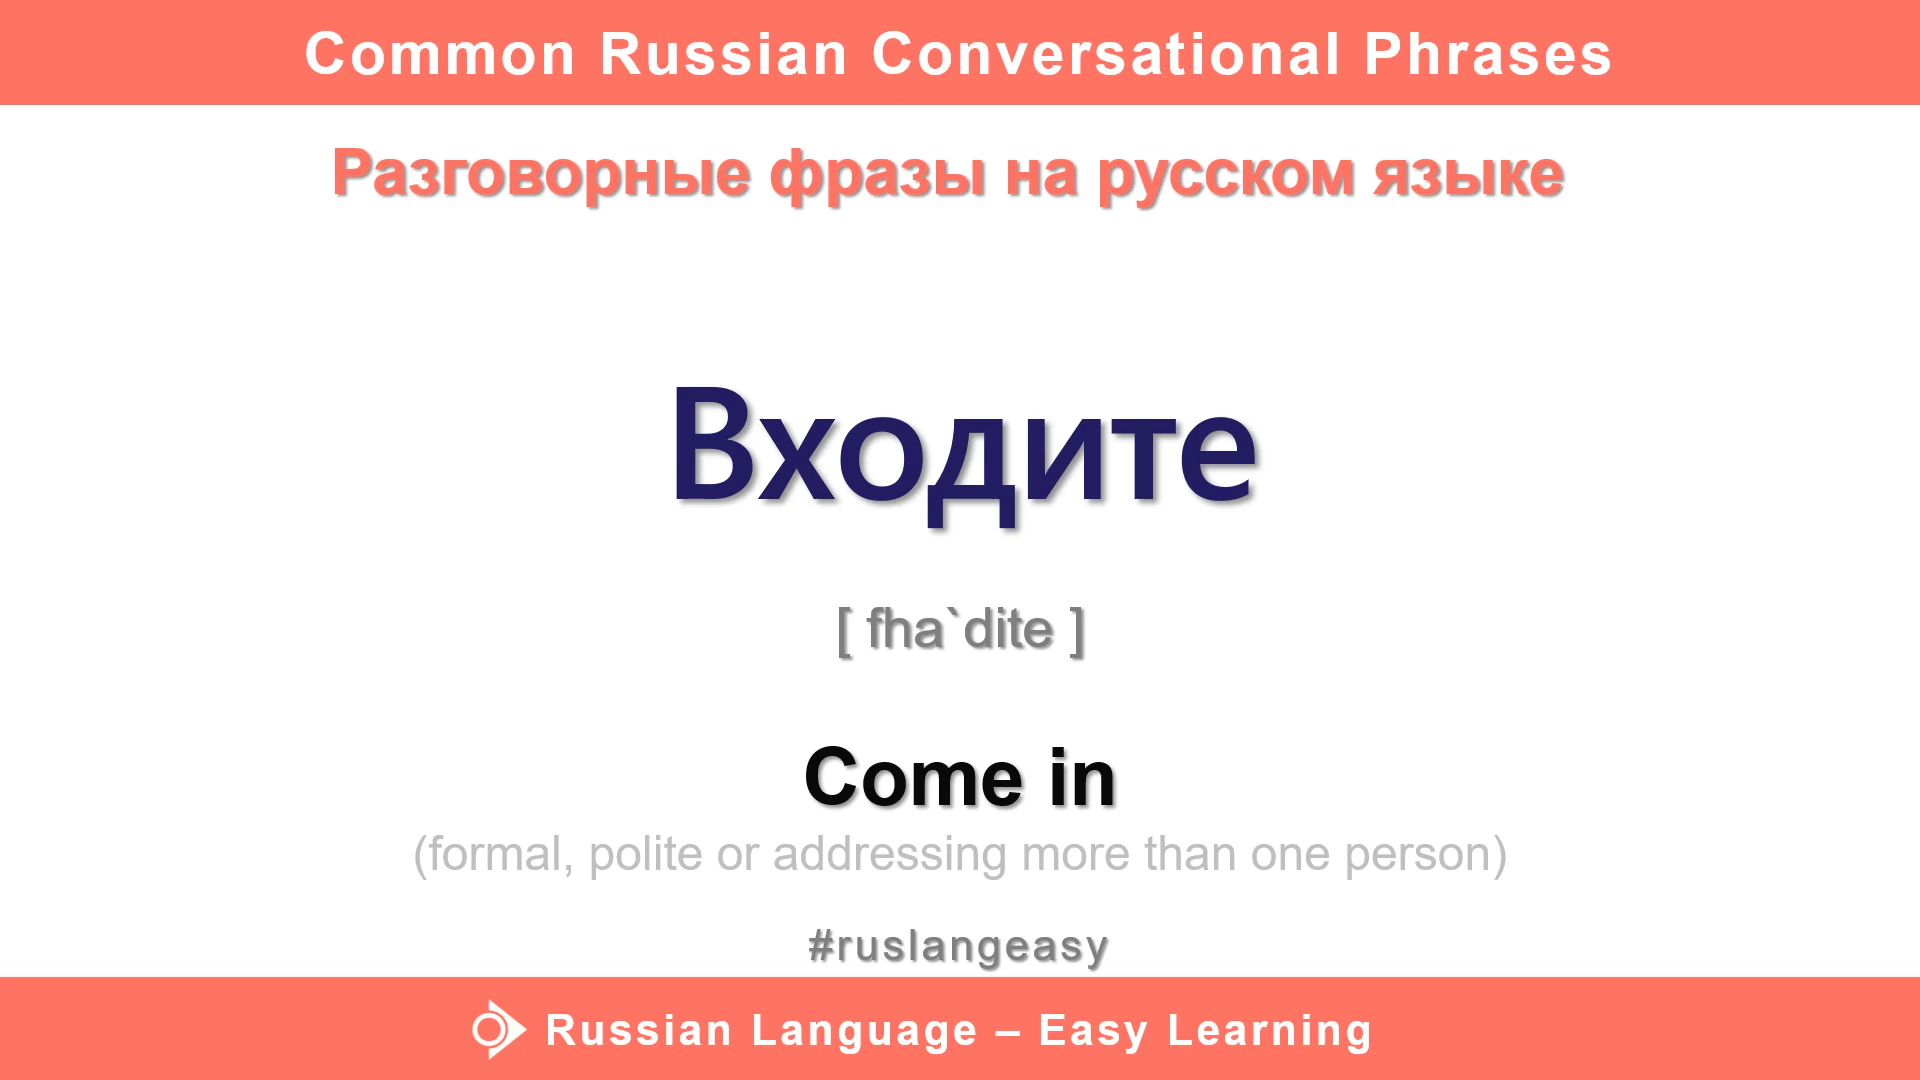 Common Russian Conversational Phrases
Разговорные фразы на русском языке
Входите
[ fha`dite ]
Come in
(formal, polite or addressing more than one person)
#ruslangeasy
Russian Language – Easy Learning